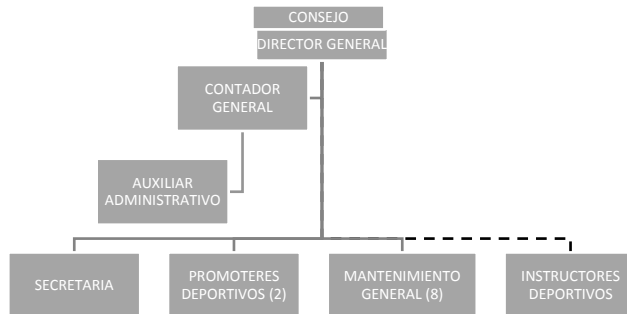 CONSEJO
DIRECTOR GENERAL
CONTADOR
GENERAL
AUXILIAR
ADMINISTRATIVO
SECRETARIA
PROMOTERES
DEPORTIVOS (2)
MANTENIMIENTO
GENERAL (8)
INSTRUCTORES
DEPORTIVOS